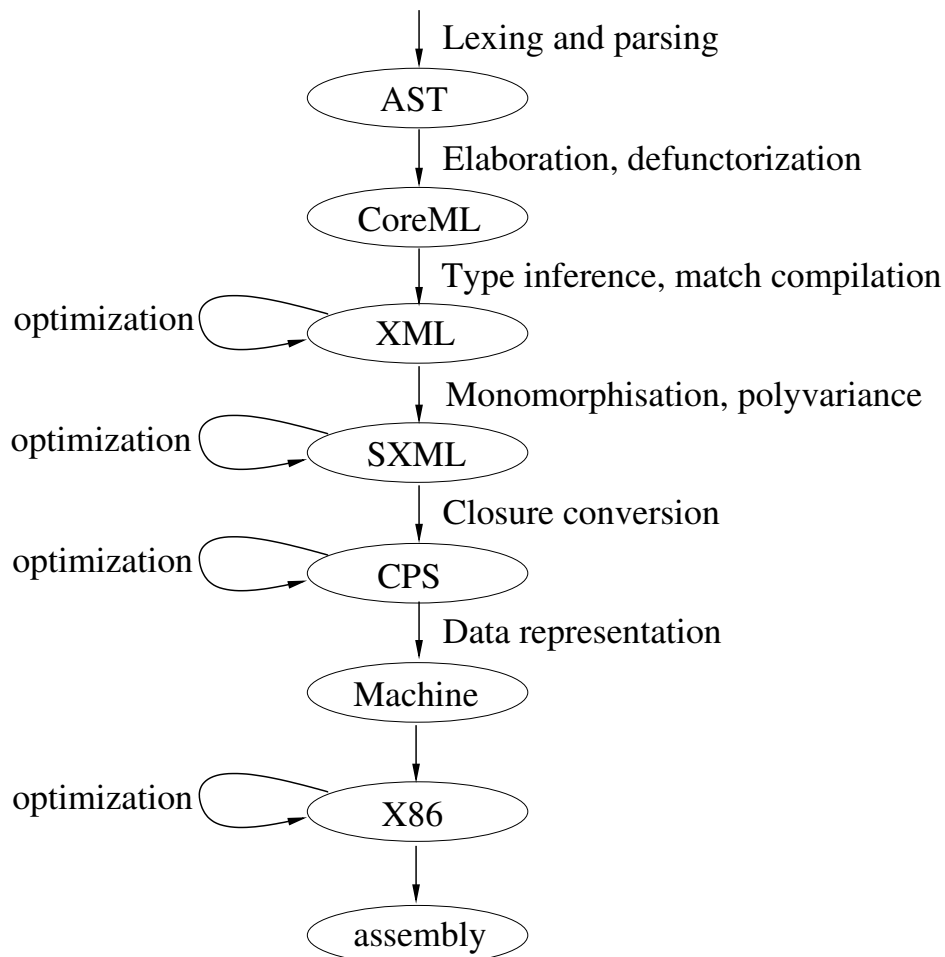 Lexing and parsing
AST
Elaboration, defunctorization
CoreML
Type inference, match compilation
optimization
XML
Monomorphisation, polyvariance
optimization
SXML
Closure conversion
optimization
CPS
Data representation
Machine
optimization
X86
assembly